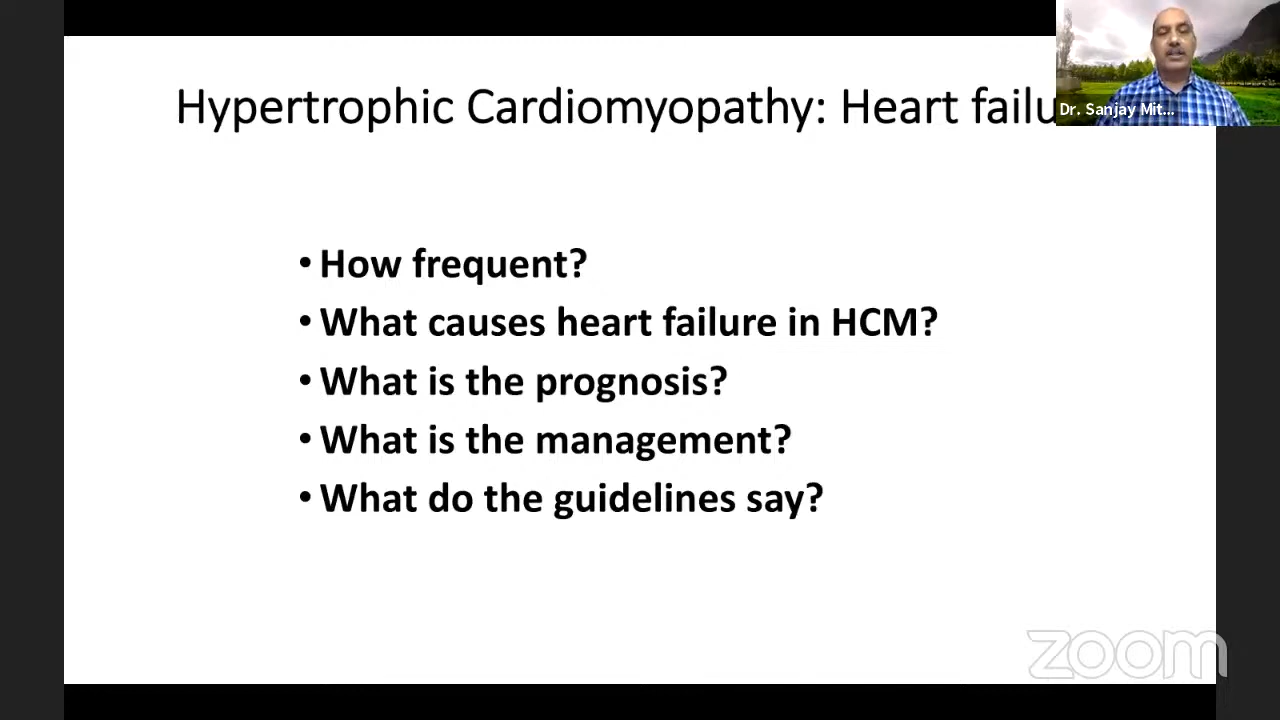 Hypertrophic Cardiomyopathy: Heart failu
Dr. Sanjay Mit...
• How frequent?
• What causes heart failure in HCM?
• What is the prognosis?
• What is the management?
• What do the guidelines say?
zoom